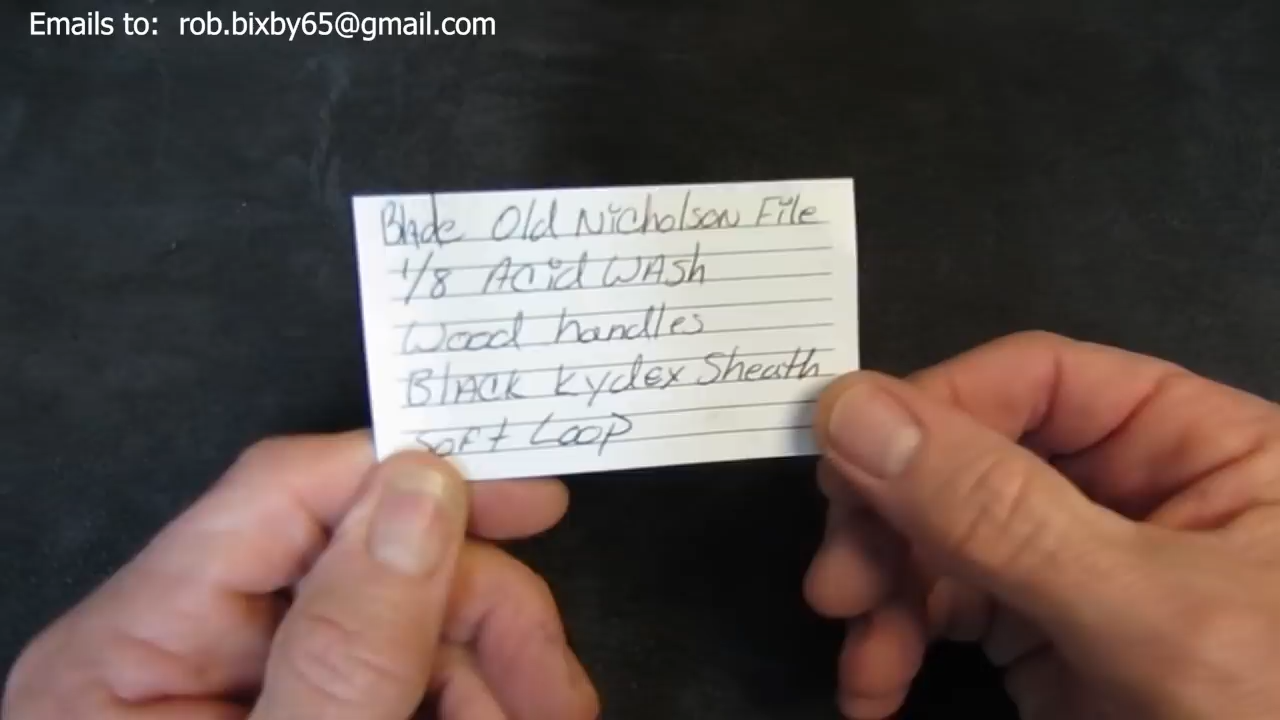 Emails to: rob.bixby65@gmail.com
Blade Old Nicholson File
1/8 Acid WAsh
Wood handles
BlACK Kydex Sheath
Soft Loop